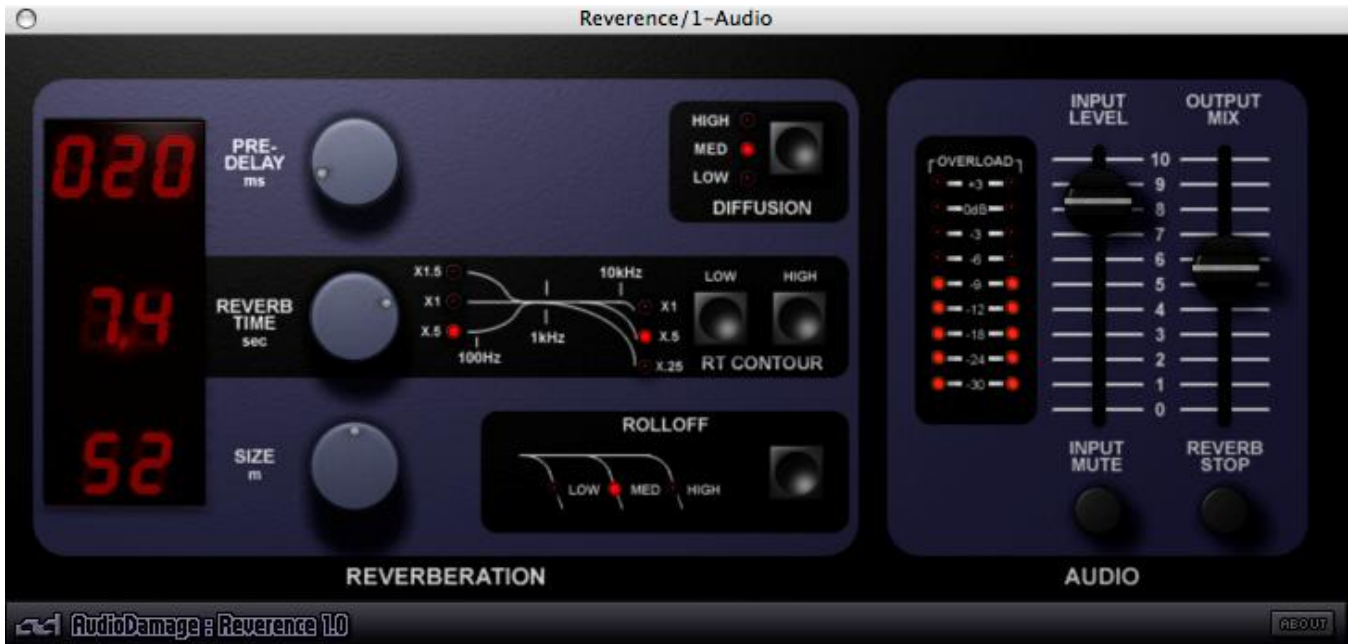 Reverence/1-Audio
020
PRE-
DELAY
ms
HIGH
MED
LOW
DIFFUSION
7.4
REVERB
TIME
sec
X1.5
X1
X.5
100Hz
1kHz
10kHz
X1
X.5
X.25
LOW HIGH
RT CONTOUR
52
SIZE
m
ROLLOFF
LOW MED HIGH
REVERBERATION
INPUT
LEVEL
OUTPUT
MIX
OVERLOAD
+3
0dB
-3
-6
-9
-12
-18
-24
-30
10
9
8
7
6
5
4
3
2
1
0
INPUT
MUTE
REVERB
STOP
AUDIO
ad AudioDamage : Reverence 1.0
ABOUT